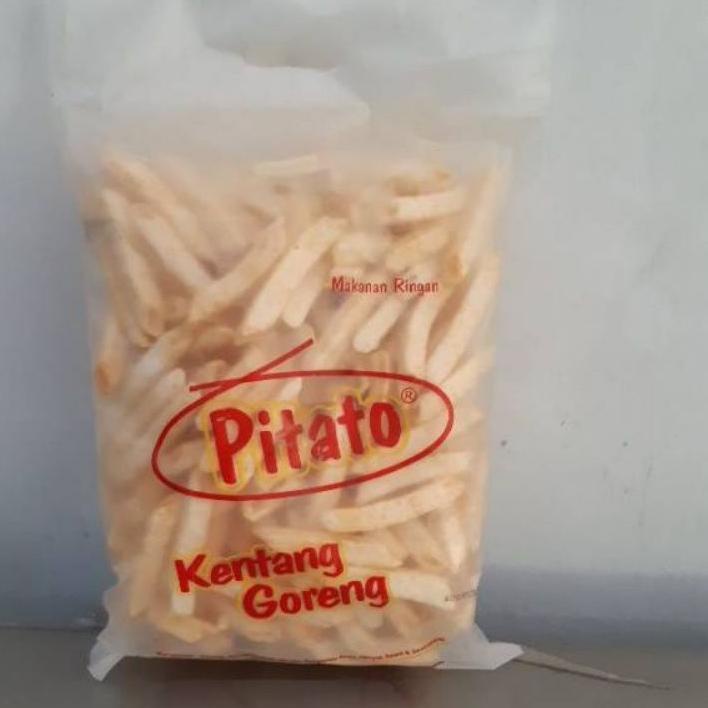 Makanan Ringan
Pitato®
Kentang
Goreng